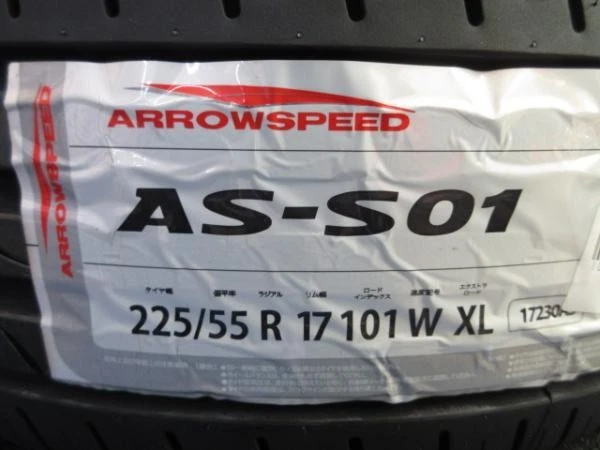 ARROWSPEED
ARROWSPEED
AS-S01
タイヤ幅 偏平率 ラジアル リム幅 ロードインデックス 速度記号 エクストラロード
225/55 R 17 101 W XL